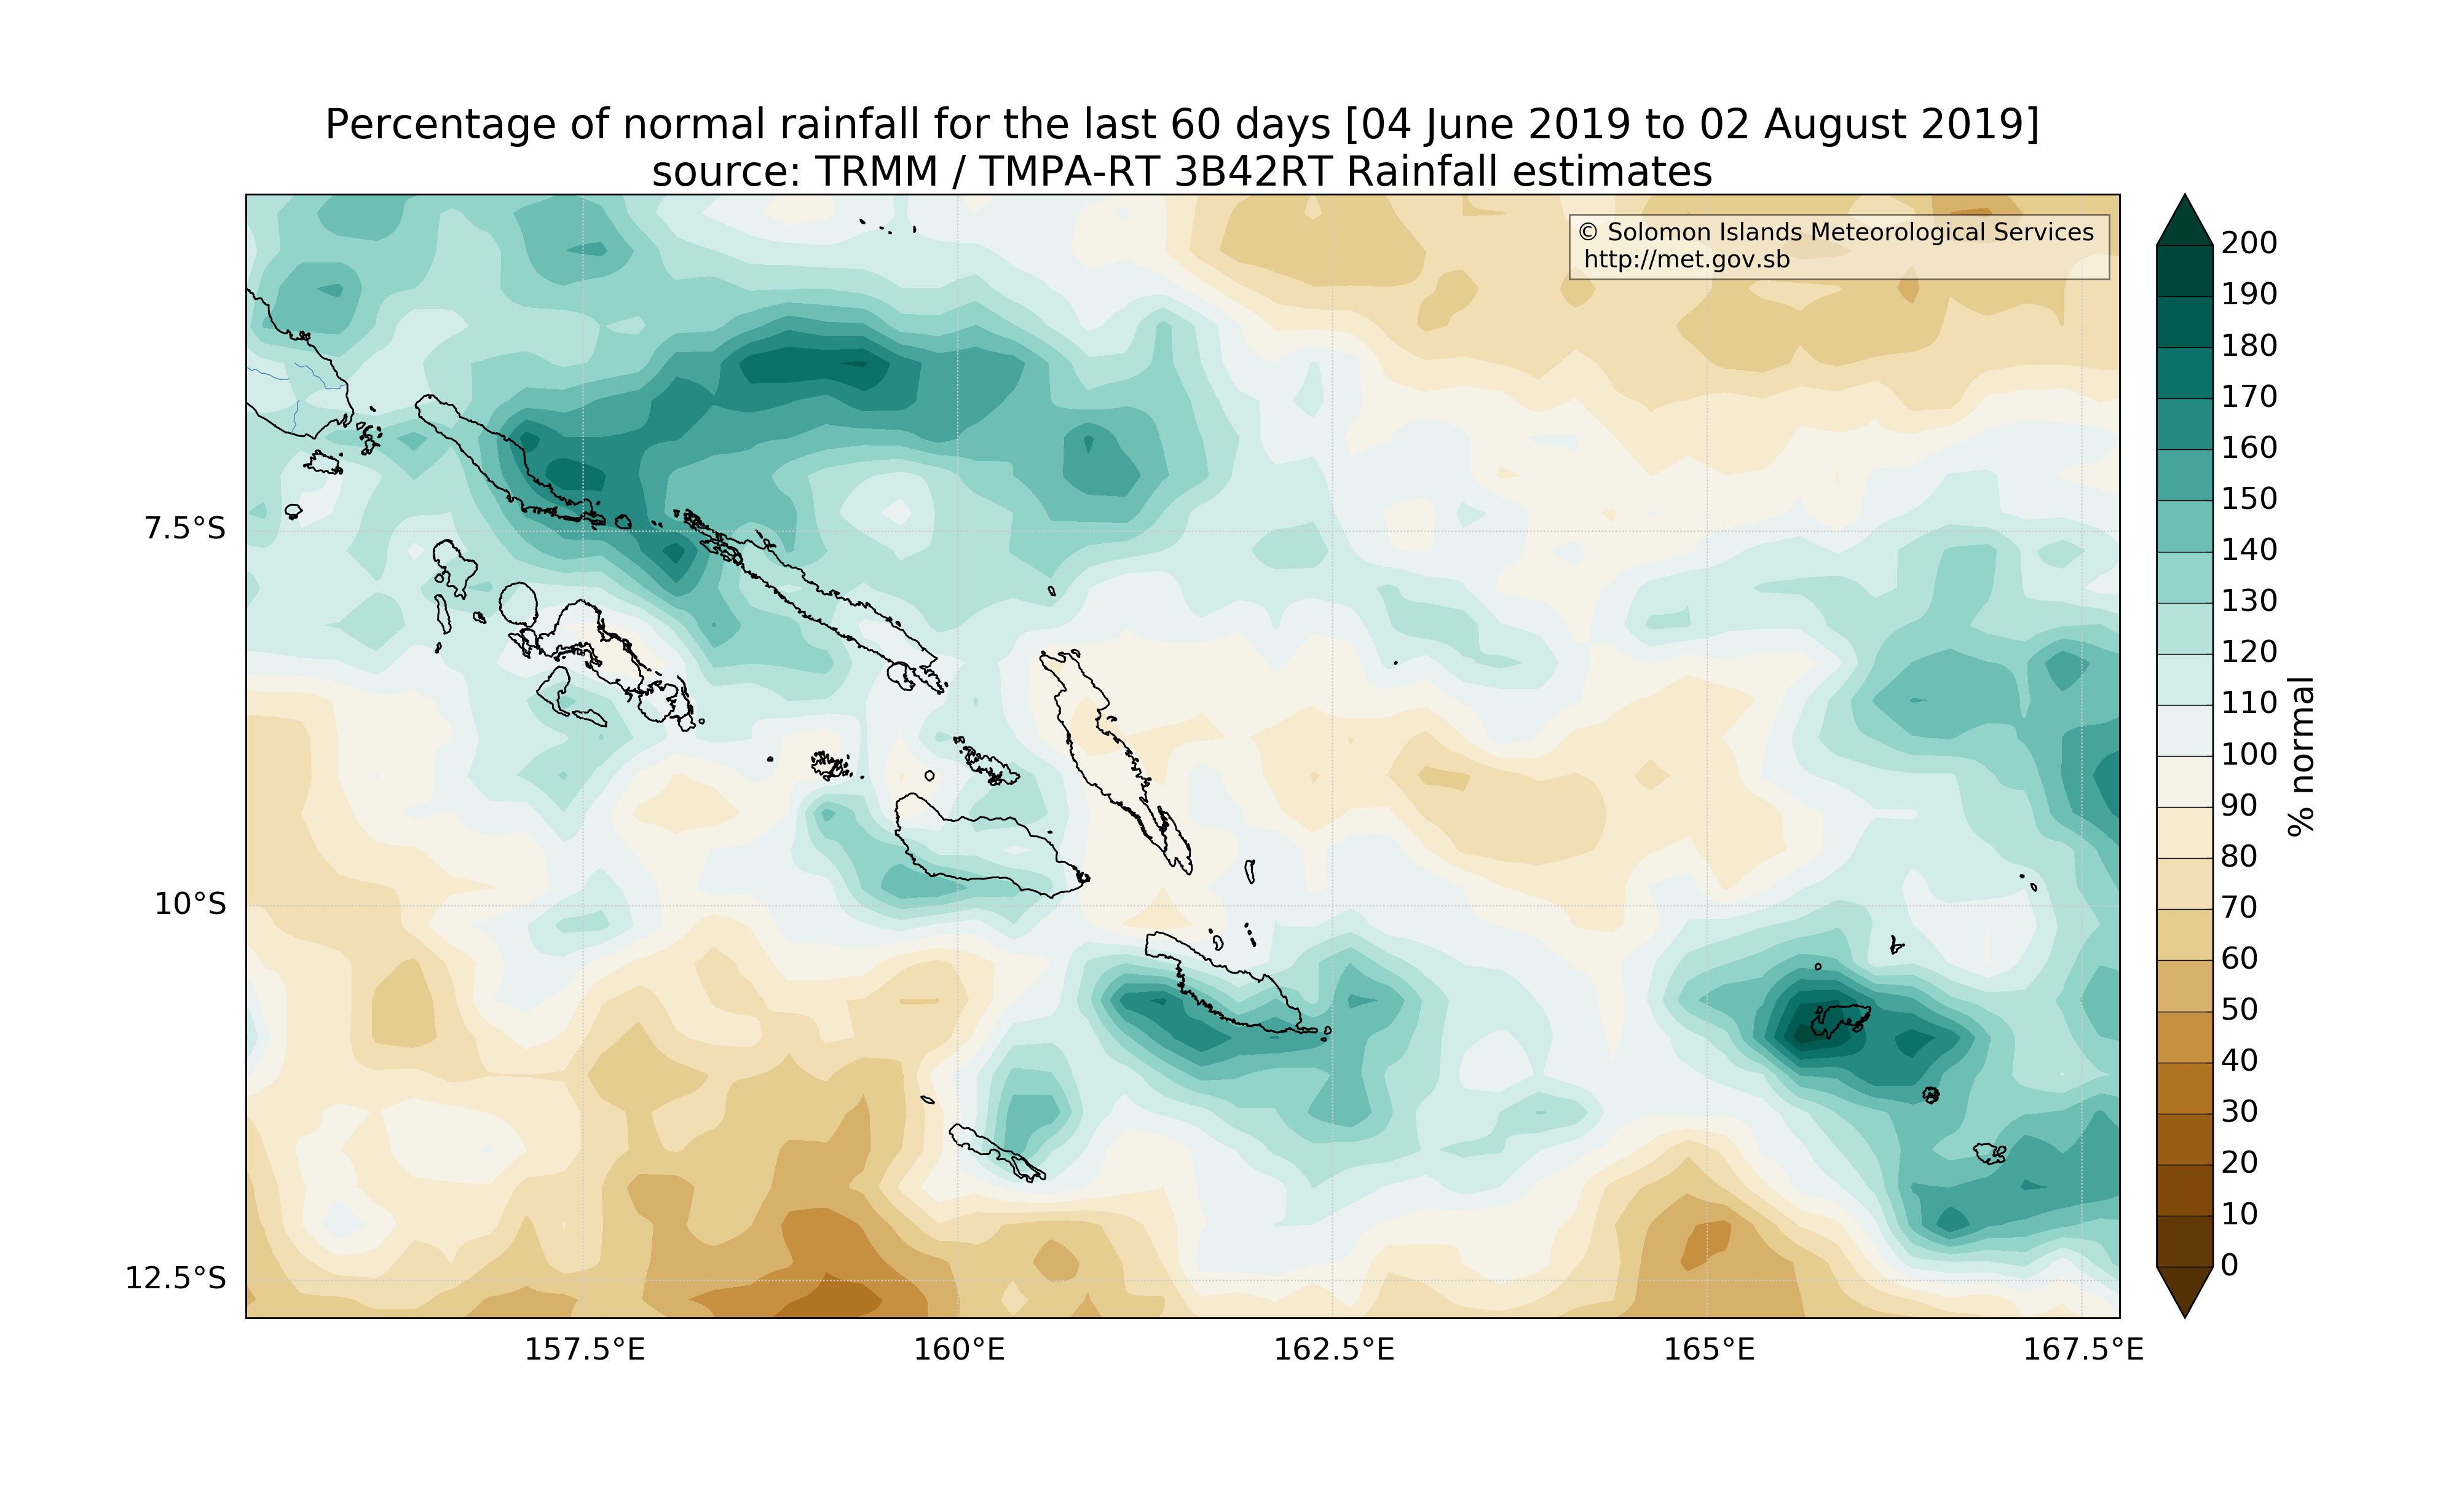 Percentage of normal rainfall for the last 60 days [04 June 2019 to 02 August 2019]
source: TRMM / TMPA-RT 3B42RT Rainfall estimates
© Solomon Islands Meteorological Services
http://met.gov.sb
7.5°S
10°S
12.5°S
157.5°E
160°E
162.5°E
165°E
167.5°E
200
190
180
170
160
150
140
130
120
110
100
90
80
70
60
50
40
30
20
10
0
% normal